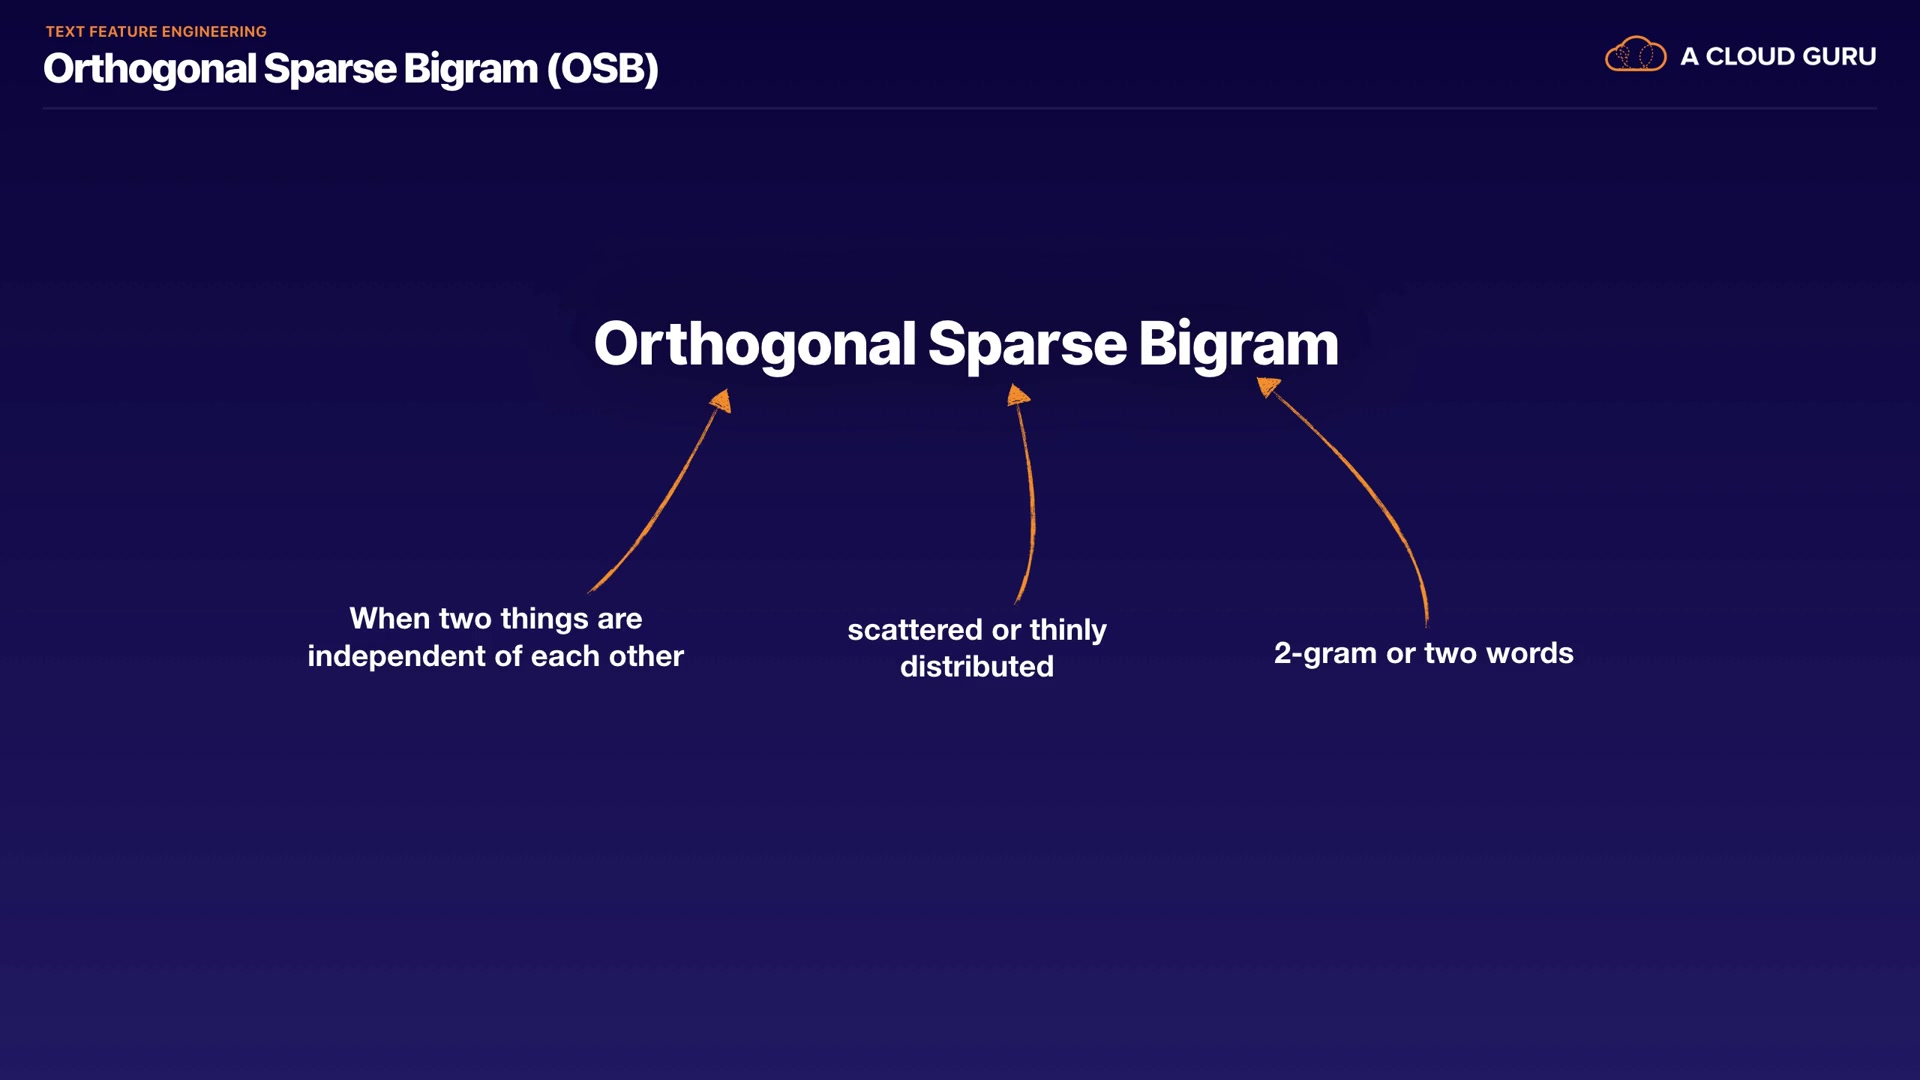 TEXT FEATURE ENGINEERING
Orthogonal Sparse Bigram (OSB)
A CLOUD GURU
Orthogonal Sparse Bigram
When two things are
independent of each other
scattered or thinly
distributed
2-gram or two words